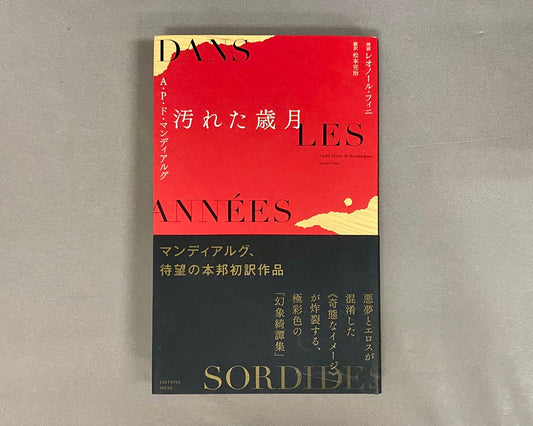 DANS
挿画 レオノール・フィニ
翻訳 松本完治
A・P・ド・マンディアルグ
汚れた歳月
LES
André Pieyre de Mandiargues
Leonor Fini
ANNÉES
マンディアルグ、
待望の本邦初訳作品
悪夢とエロスが
混淆した
《奇態なイメージ》
が炸裂する、
極彩色の
「幻象綺譚集」
SORDIDES
EDITIONS
IRENE